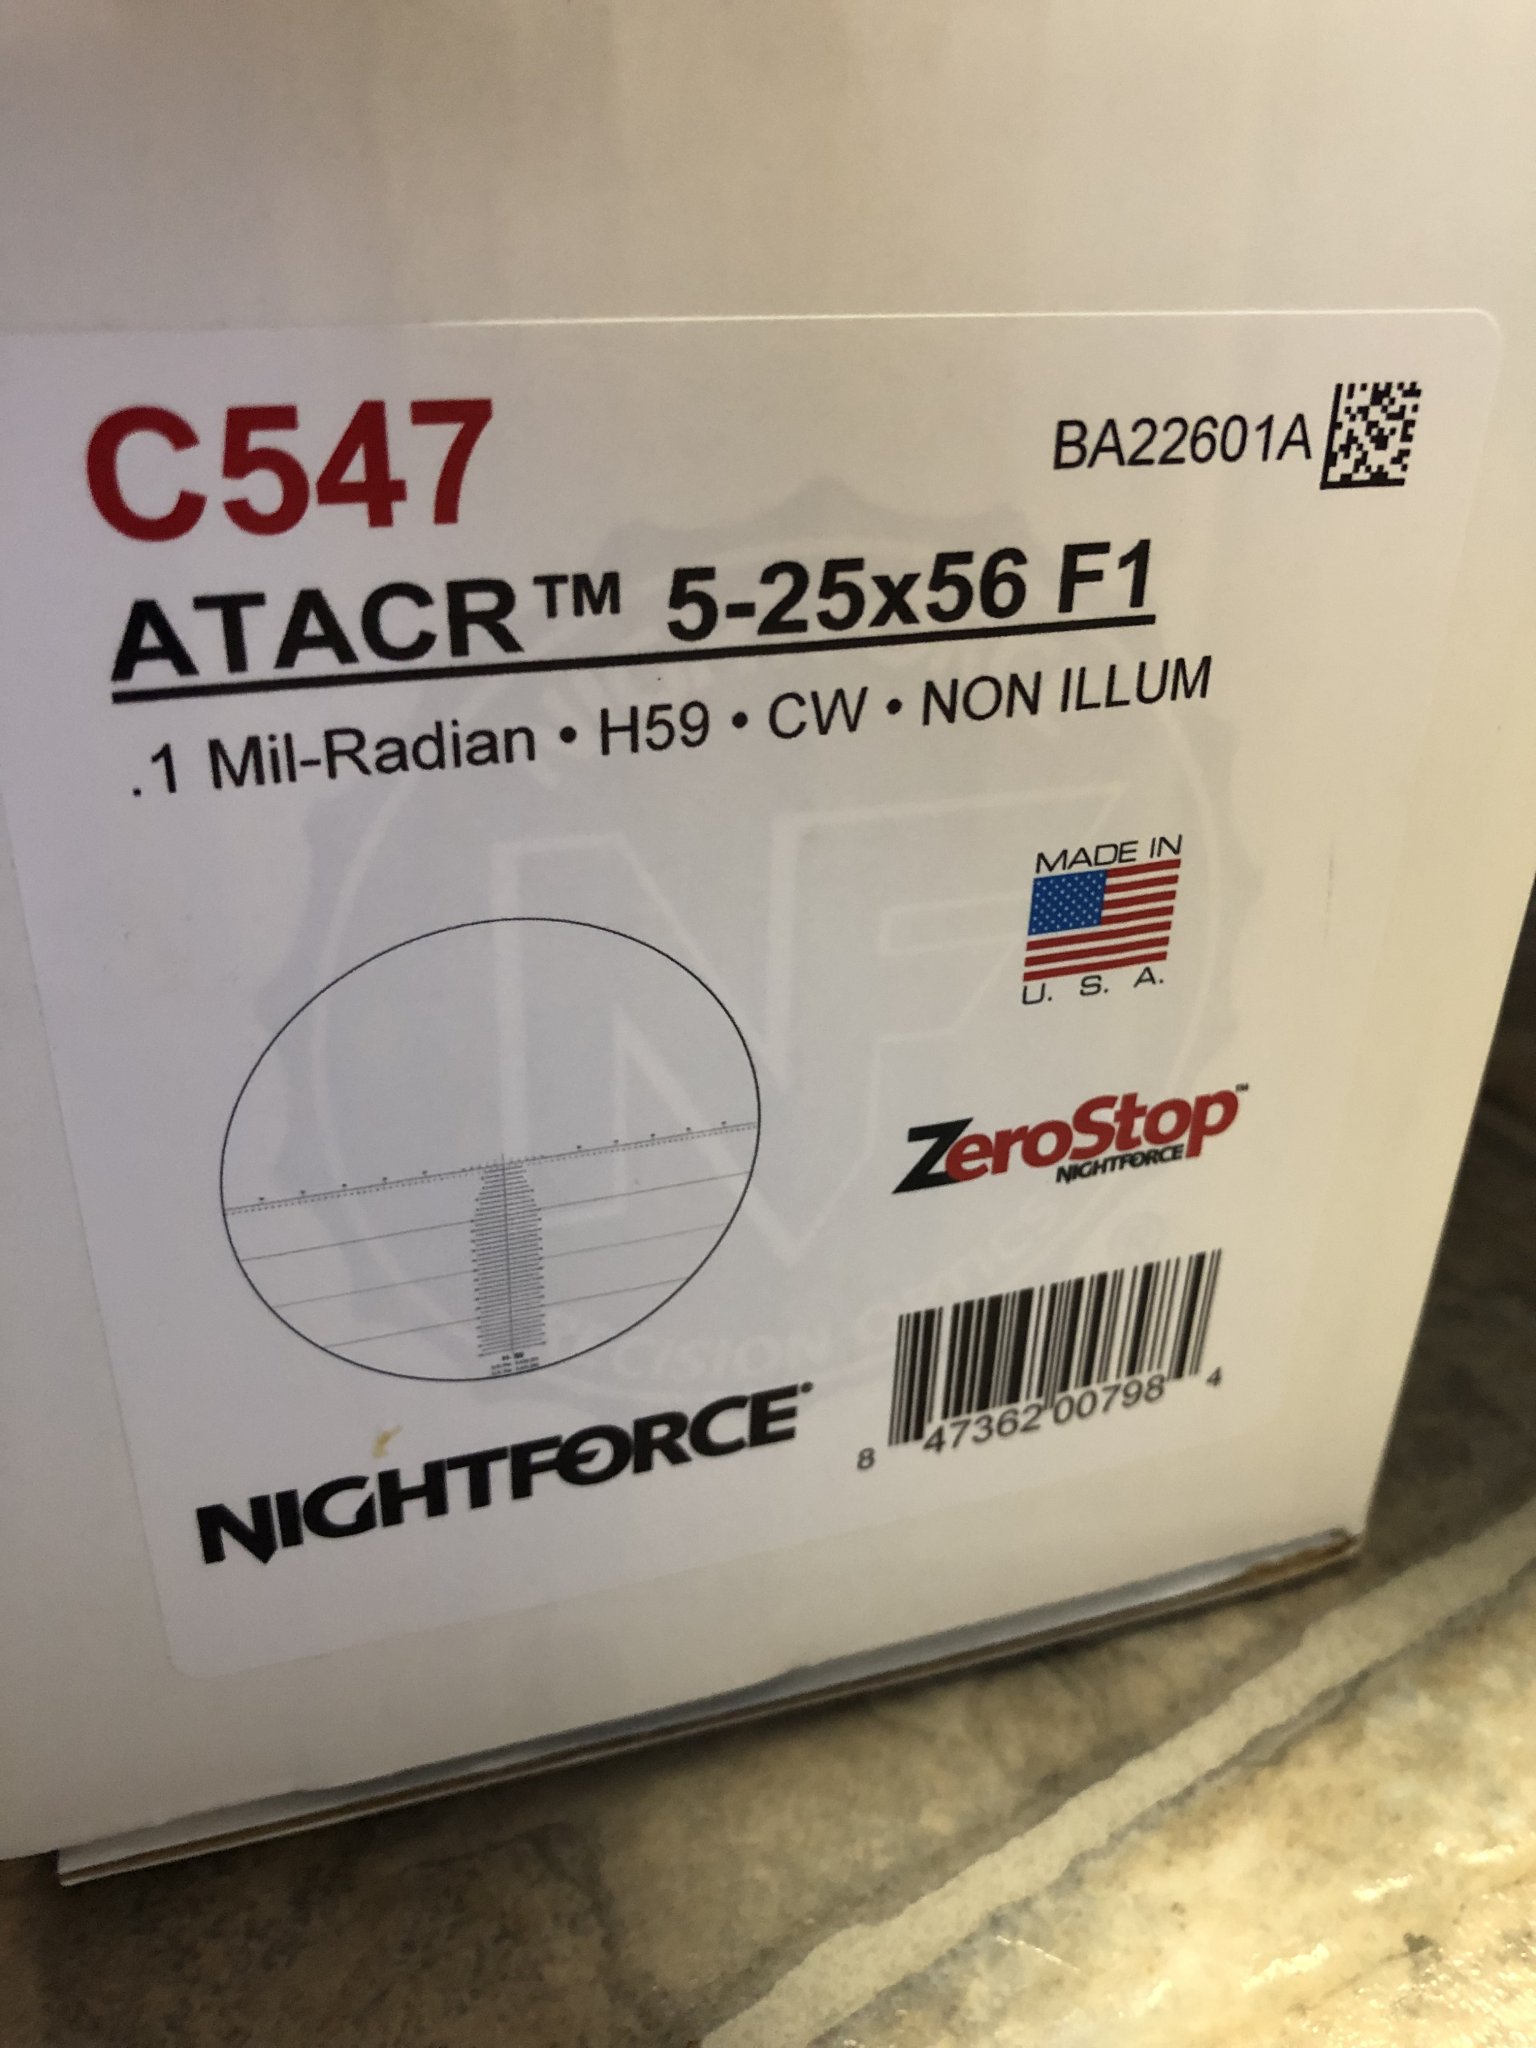 C547
BA22601A
ATACR™ 5-25x56 F1
.1 Mil-Radian • H59 • CW • NON ILLUM
MADE IN
U. S. A.
ZeroStop™
NIGHTFORCE
NIGHTFORCE®
8 47362 00798 4